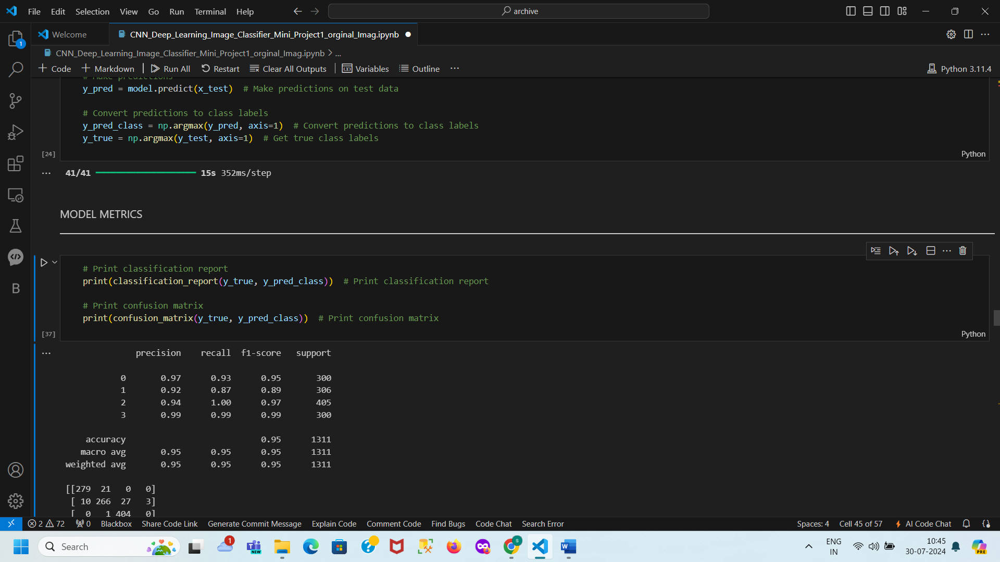 File Edit Selection View Go Run Terminal Help archive
1 Welcome CNN_Deep_Learning_Image_Classifier_Mini_Project1_orginal_Imag.ipynb
CNN_Deep_Learning_Image_Classifier_Mini_Project1_orginal_Imag.ipynb > ...
+ Code + Markdown | Run All Restart Clear All Outputs | Variables Outline ... Python 3.11.4
# Make predictions
y_pred = model.predict(x_test)  # Make predictions on test data
# Convert predictions to class labels
y_pred_class = np.argmax(y_pred, axis=1)  # Convert predictions to class labels
y_true = np.argmax(y_test, axis=1)  # Get true class labels
[24] Python
... 41/41 15s 352ms/step
MODEL METRICS
# Print classification report
print(classification_report(y_true, y_pred_class))  # Print classification report
# Print confusion matrix
print(confusion_matrix(y_true, y_pred_class))  # Print confusion matrix
[37] Python
... precision recall f1-score support
0 0.97 0.93 0.95 300
1 0.92 0.87 0.89 306
2 0.94 1.00 0.97 405
3 0.99 0.99 0.99 300
accuracy 0.95 1311
macro avg 0.95 0.95 0.95 1311
weighted avg 0.95 0.95 0.95 1311
[[279 21 0 0]
[ 10 266 27 3]
[ 0 1 404 0]
B
2 72 0 Blackbox Share Code Link Generate Commit Message Explain Code Comment Code Find Bugs Code Chat Search Error Spaces: 4 Cell 45 of 57 AI Code Chat
Search 1 NEW S ENG 10:45
IN 30-07-2024 PRE